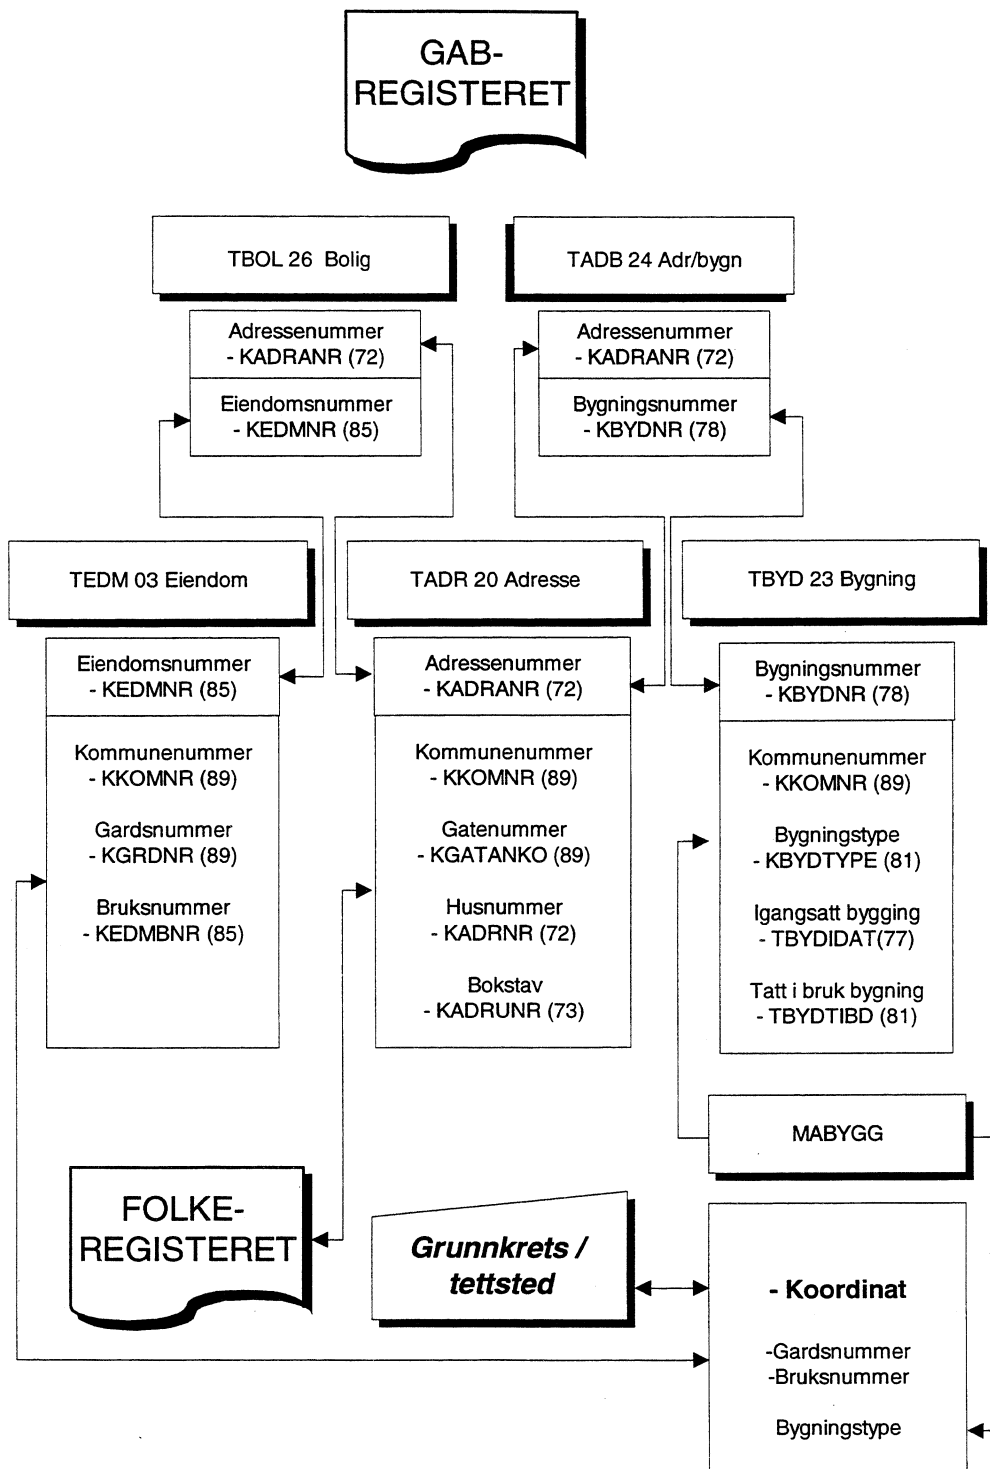 GAB-
REGISTERET
TBOL 26 Bolig
Adressenummer
- KADRANR (72)
Eiendomsnummer
- KEDMNR (85)
TADB 24 Adr/bygn
Adressenummer
- KADRANR (72)
Bygningsnummer
- KBYDNR (78)
TEDM 03 Eiendom
Eiendomsnummer
- KEDMNR (85)
Kommunenummer
- KKOMNR (89)
Gardsnummer
- KGRDNR (89)
Bruksnummer
- KEDMBNR (85)
TADR 20 Adresse
Adressenummer
- KADRANR (72)
Kommunenummer
- KKOMNR (89)
Gatenummer
- KGATANKO (89)
Husnummer
- KADRNR (72)
Bokstav
- KADRUNR (73)
TBYD 23 Bygning
Bygningsnummer
- KBYDNR (78)
Kommunenummer
- KKOMNR (89)
Bygningstype
- KBYDTYPE (81)
Igangsatt bygging
- TBYDIDAT(77)
Tatt i bruk bygning
- TBYDTIBD (81)
FOLKE-
REGISTERET
Grunnkrets /
tettsted
MABYGG
- Koordinat
-Gardsnummer
-Bruksnummer
Bygningstype